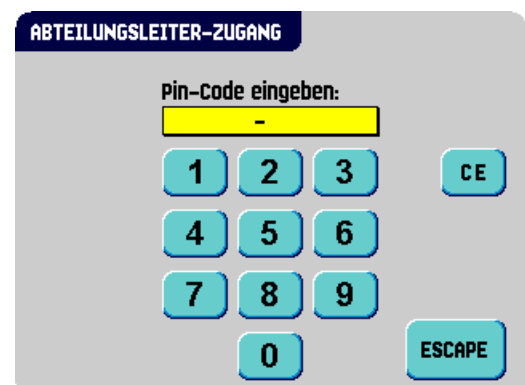 ABTEILUNGSLEITER-ZUGANG
Pin-Code eingeben:
-
1 2 3 CE
4 5 6
7 8 9
0 ESCAPE